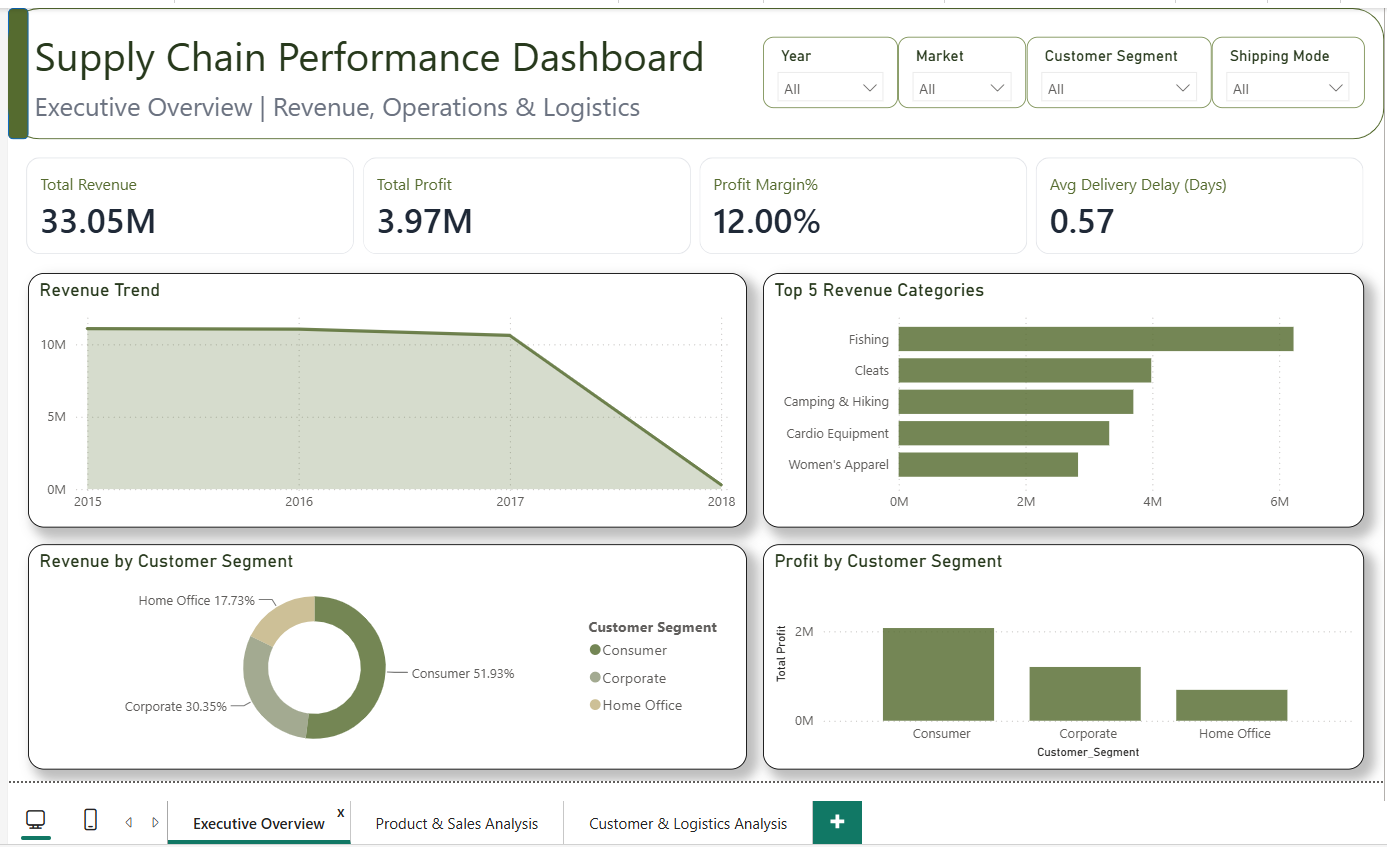 Supply Chain Performance Dashboard
Executive Overview | Revenue, Operations & Logistics
Year
All
Market
All
Customer Segment
All
Shipping Mode
All
Total Revenue
33.05M
Total Profit
3.97M
Profit Margin%
12.00%
Avg Delivery Delay (Days)
0.57
Revenue Trend
10M
5M
0M
2015 2016 2017 2018
Top 5 Revenue Categories
Fishing
Cleats
Camping & Hiking
Cardio Equipment
Women's Apparel
0M 2M 4M 6M
Revenue by Customer Segment
Home Office 17.73%
Consumer 51.93%
Corporate 30.35%
Customer Segment
Consumer
Corporate
Home Office
Profit by Customer Segment
Total Profit
2M
0M
Consumer Corporate Home Office
Customer_Segment
Executive Overview x
Product & Sales Analysis
Customer & Logistics Analysis
+